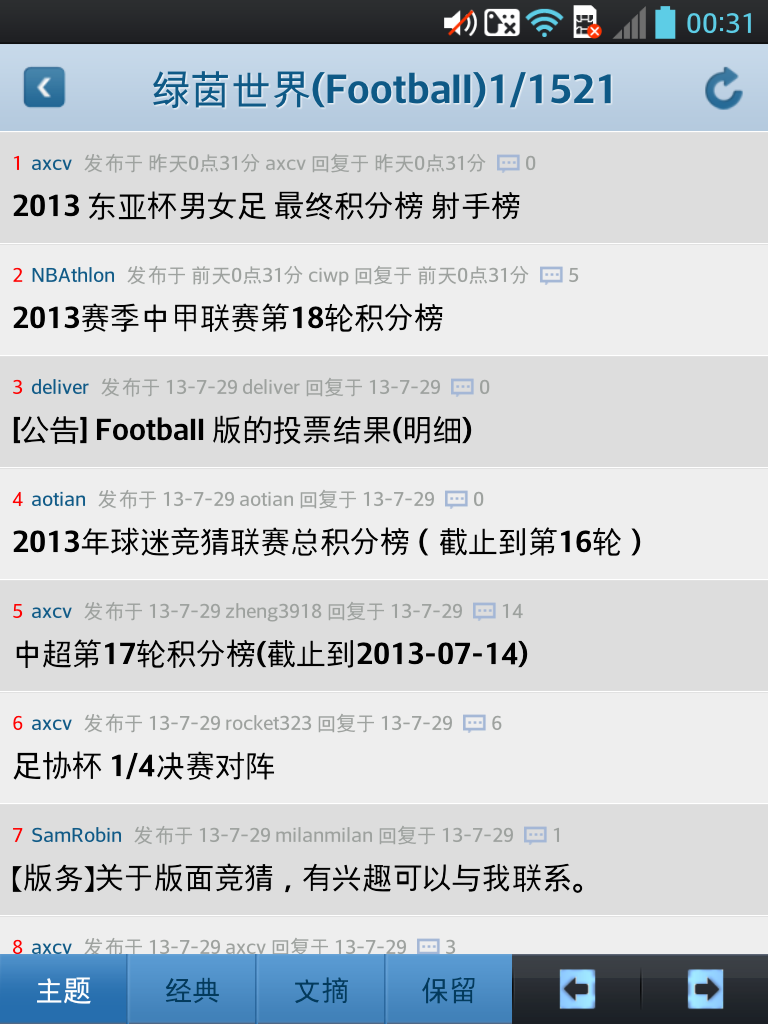 00:31
绿茵世界(Football)1/1521
1 axcv 发布于 昨天0点31分 axcv 回复于 昨天0点31分 0
2013 东亚杯男女足 最终积分榜 射手榜
2 NBAthlon 发布于 前天0点31分 ciwp 回复于 前天0点31分 5
2013赛季中甲联赛第18轮积分榜
3 deliver 发布于 13-7-29 deliver 回复于 13-7-29 0
[公告] Football 版的投票结果(明细)
4 aotian 发布于 13-7-29 aotian 回复于 13-7-29 0
2013年球迷竞猜联赛总积分榜（截止到第16轮）
5 axcv 发布于 13-7-29 zheng3918 回复于 13-7-29 14
中超第17轮积分榜(截止到2013-07-14)
6 axcv 发布于 13-7-29 rocket323 回复于 13-7-29 6
足协杯 1/4决赛对阵
7 SamRobin 发布于 13-7-29 milanmilan 回复于 13-7-29 1
【版务】关于版面竞猜，有兴趣可以与我联系。
8 axcv 发布于 13-7-29 axcv 回复于 13-7-29 3
主题 经典 文摘 保留